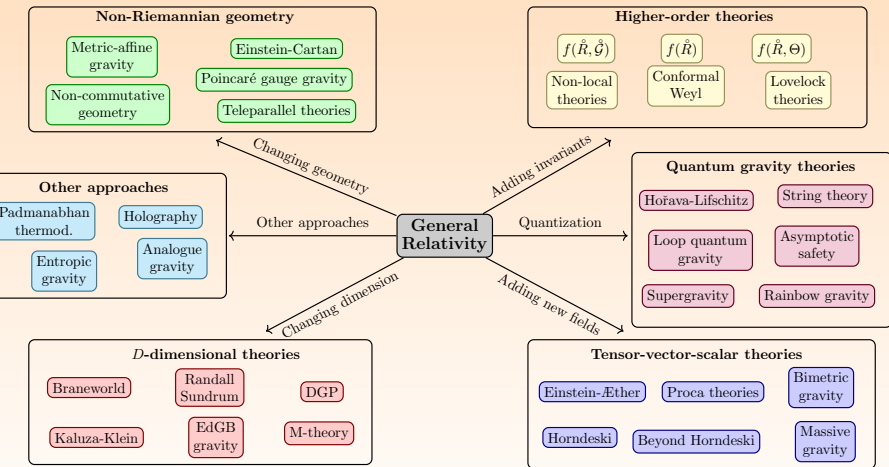 Non-Riemannian geometry
Metric-affine
gravity
Einstein-Cartan
Poincaré gauge gravity
Non-commutative
geometry
Teleparallel theories
Higher-order theories
f(R̊, 𝒢̊)
f(R̊)
f(R̊, Θ)
Non-local
theories
Conformal
Weyl
Lovelock
theories
Changing geometry
Adding invariants
Other approaches
Padmanabhan
thermod.
Holography
Entropic
gravity
Analogue
gravity
Other approaches
General
Relativity
Quantization
Quantum gravity theories
Hořava-Lifschitz
String theory
Loop quantum
gravity
Asymptotic
safety
Supergravity
Rainbow gravity
Changing dimension
Adding new fields
D-dimensional theories
Braneworld
Randall
Sundrum
DGP
Kaluza-Klein
EdGB
gravity
M-theory
Tensor-vector-scalar theories
Einstein-Æther
Proca theories
Bimetric
gravity
Horndeski
Beyond Horndeski
Massive
gravity